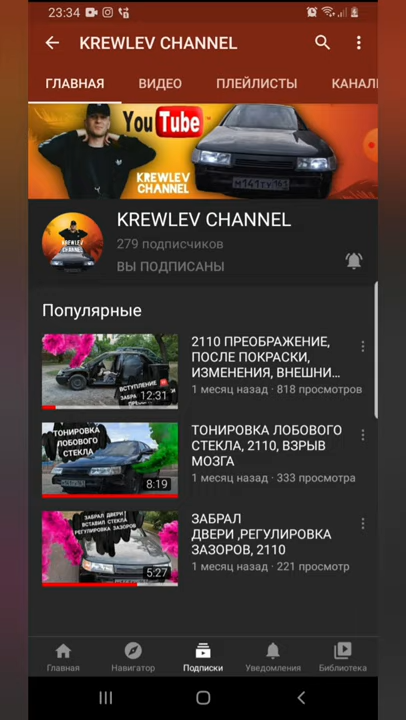 23:34
KREWLEV CHANNEL
ГЛАВНАЯ ВИДЕО ПЛЕЙЛИСТЫ КАНАЛ
YouTube
KREWLEV
CHANNEL
м141ту 161
KREWLEV CHANNEL
279 подписчиков
ВЫ ПОДПИСАНЫ
Популярные
2110 ПРЕОБРАЖЕНИЕ,
ПОСЛЕ ПОКРАСКИ,
ИЗМЕНЕНИЯ, ВНЕШНИ...
1 месяц назад · 818 просмотров
ВСТУПЛЕНИЕ
12:31
ТОНИРОВКА ЛОБОВОГО
СТЕКЛА, 2110, ВЗРЫВ
МОЗГА
1 месяц назад · 333 просмотра
ТОНИРОВКА
ЛОБОВОГО
СТЕКЛА
8:19
ЗАБРАЛ
ДВЕРИ ,РЕГУЛИРОВКА
ЗАЗОРОВ, 2110
1 месяц назад · 221 просмотр
ЗАБРАЛ ДВЕРИ
ВСТАВИЛ СТЕКЛА
РЕГУЛИРОВКА ЗАЗОРОВ
5:27
Главная Навигатор Подписки Уведомления Библиотека